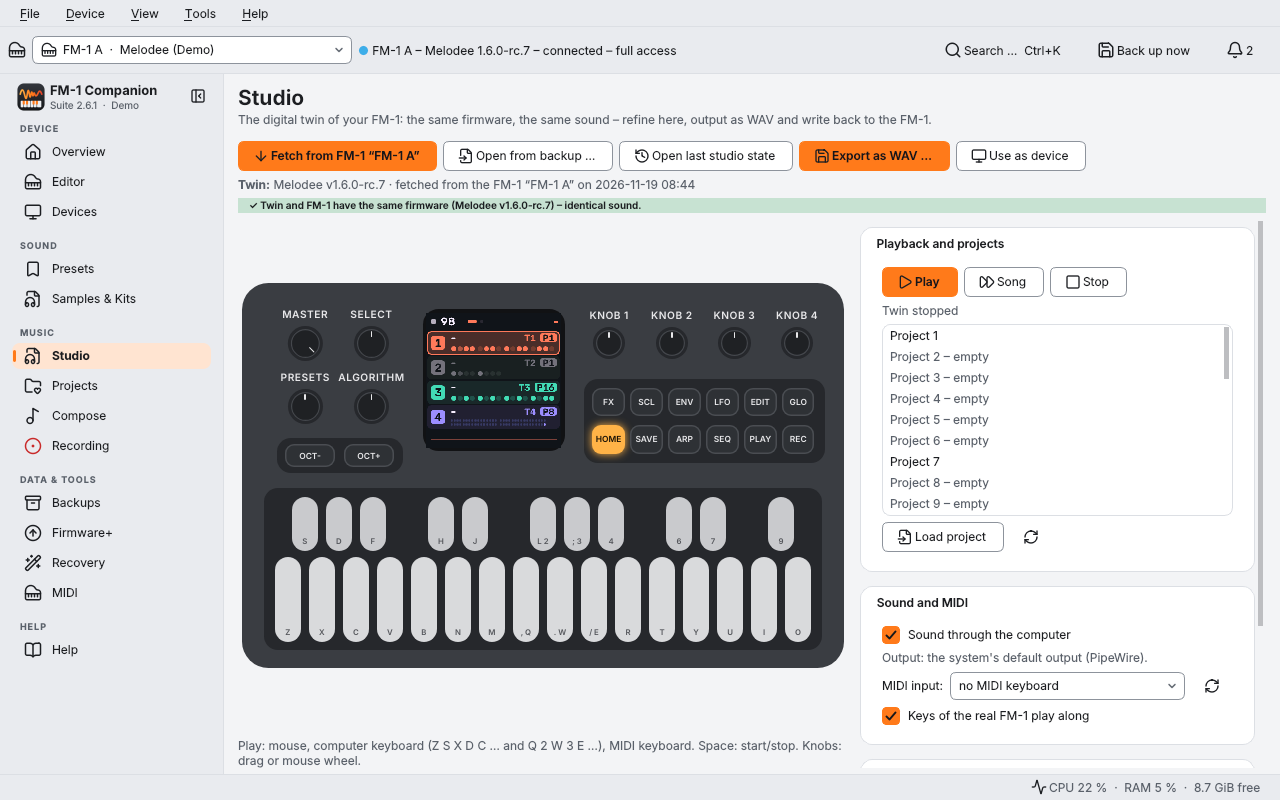 File Device View Tools Help
FM-1 A · Melodee (Demo)
FM-1 A – Melodee 1.6.0-rc.7 – connected – full access
Search ... Ctrl+K
Back up now
2
FM-1 Companion
Suite 2.6.1 · Demo
DEVICE
Overview
Editor
Devices
SOUND
Presets
Samples & Kits
MUSIC
Studio
Projects
Compose
Recording
DATA & TOOLS
Backups
Firmware+
Recovery
MIDI
HELP
Help
Studio
The digital twin of your FM-1: the same firmware, the same sound – refine here, output as WAV and write back to the FM-1.
Fetch from FM-1 “FM-1 A”
Open from backup ...
Open last studio state
Export as WAV ...
Use as device
Twin: Melodee v1.6.0-rc.7 · fetched from the FM-1 “FM-1 A” on 2026-11-19 08:44
✓ Twin and FM-1 have the same firmware (Melodee v1.6.0-rc.7) – identical sound.
MASTER SELECT
PRESETS ALGORITHM
OCT- OCT+
98
1 - T1 P1
2 - T2 P1
3 - T3 P16
4 - T4 P8
KNOB 1 KNOB 2 KNOB 3 KNOB 4
FX SCL ENV LFO EDIT GLO
HOME SAVE ARP SEQ PLAY REC
S D F H J L 2 ; 3 4 6 7 9
Z X C V B N M , Q . W / E R T Y U I O
Play: mouse, computer keyboard (Z S X D C ... and Q 2 W 3 E ...), MIDI keyboard. Space: start/stop. Knobs:
drag or mouse wheel.
Playback and projects
Play Song Stop
Twin stopped
Project 1
Project 2 – empty
Project 3 – empty
Project 4 – empty
Project 5 – empty
Project 6 – empty
Project 7
Project 8 – empty
Project 9 – empty
Load project
Sound and MIDI
Sound through the computer
Output: the system's default output (PipeWire).
MIDI input: no MIDI keyboard
Keys of the real FM-1 play along
CPU 22 % · RAM 5 % · 8.7 GiB free